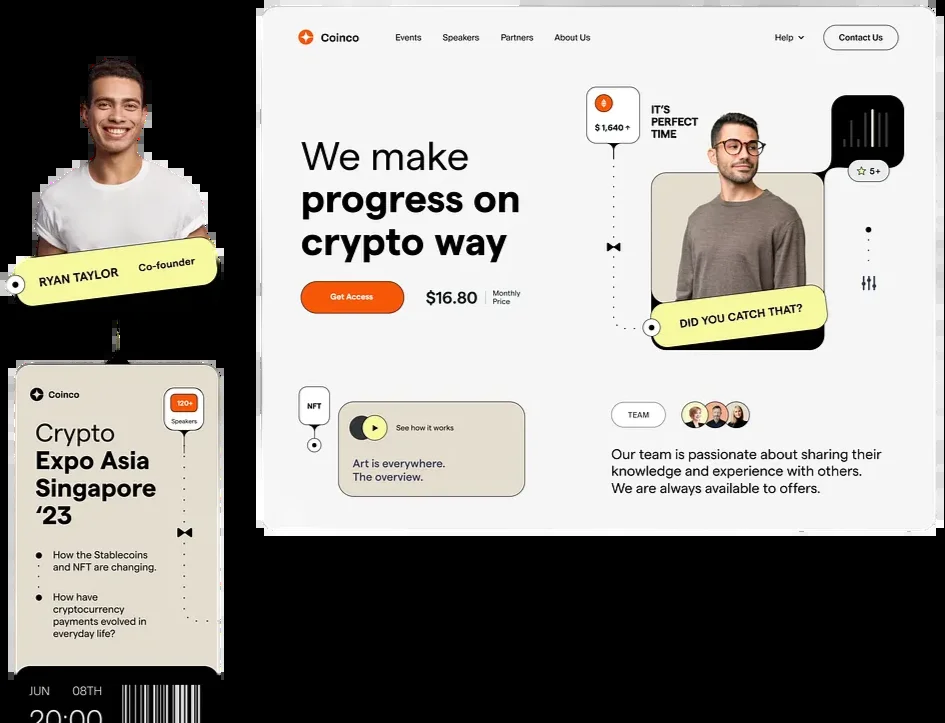 Coinco
Events
Speakers
Partners
About Us
Help
Contact Us
$ 1,640 +
IT'S
PERFECT
TIME
We make
progress on
crypto way
5+
Get Access
$16.80
Monthly
Price
DID YOU CATCH THAT?
NFT
See how it works
Art is everywhere.
The overview.
TEAM
Our team is passionate about sharing their
knowledge and experience with others.
We are always available to offers.
RYAN TAYLOR
Co-founder
Coinco
120+
Speakers
Crypto
Expo Asia
Singapore
‘23
How the Stablecoins
and NFT are changing.
How have
cryptocurrency
payments evolved in
everyday life?
JUN
08TH
20:00